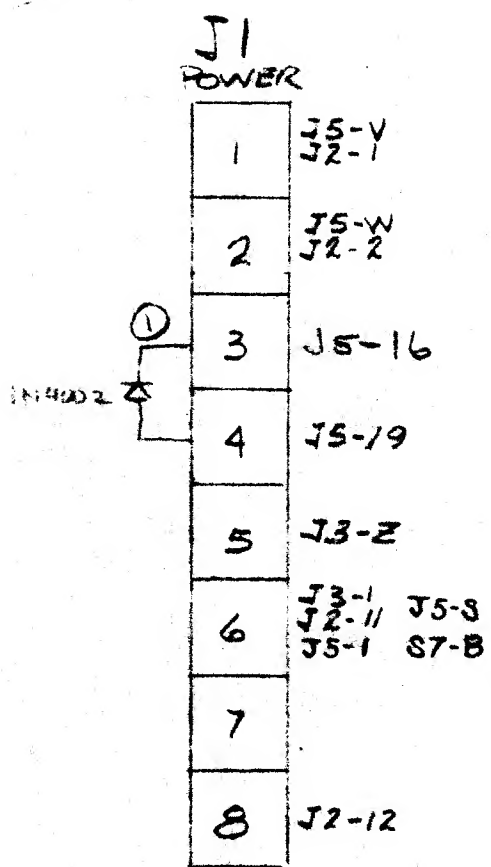 J1
POWER
1 J5-V
J2-1
2 J5-W
J2-2
① 3 J5-16
1N4002
4 J5-19
5 J3-Z
6 J3-1
J2-11 J5-S
J5-1 S7-B
7
8 J2-12